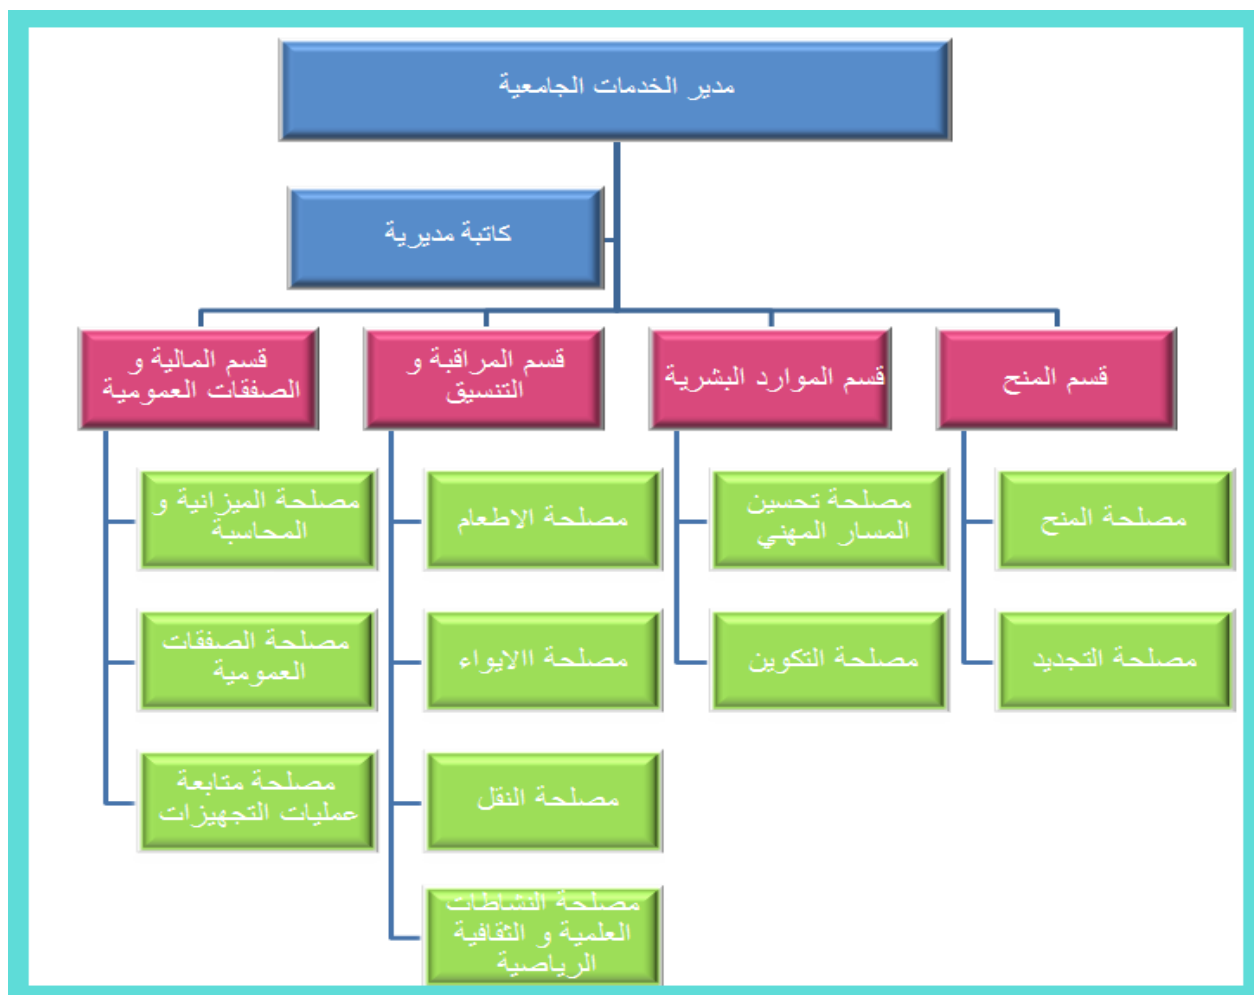 مدير الخدمات الجامعية
كاتبة مديرية
قسم المنح
قسم الموارد البشرية
قسم المراقبة و
التنسيق
قسم المالية و
الصفقات العمومية
مصلحة المنح
مصلحة التجديد
مصلحة تحسين
المسار المهني
مصلحة التكوين
مصلحة الاطعام
مصلحة اﻻلايواء
مصلحة النقل
مصلحة النشاطات
العلمية و الثقافية
الرياضية
مصلحة الميزانية و
المحاسبة
مصلحة الصفقات
العمومية
مصلحة متابعة
عمليات التجهيزات